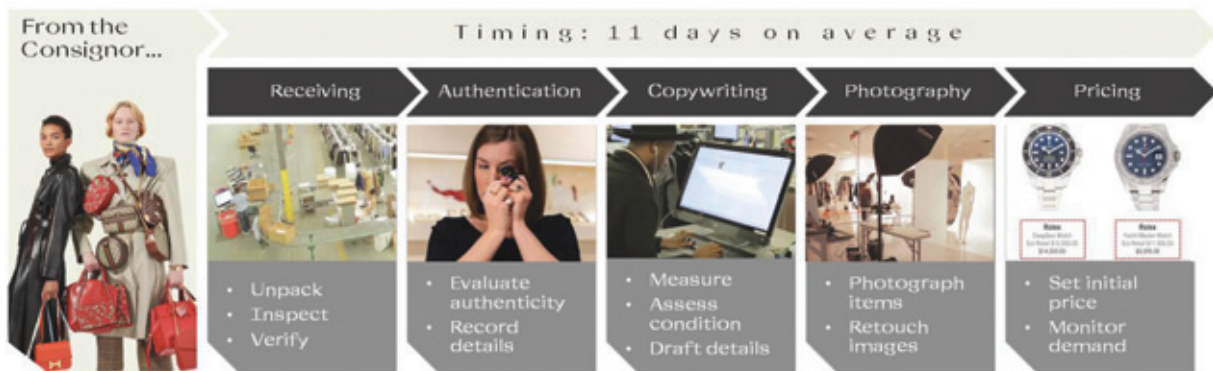 From the
Consignor...
Timing: 11 days on average
Receiving
Authentication
Copywriting
Photography
Pricing
Rolex
Rolex
• Unpack
• Inspect
• Verify
• Evaluate
authenticity
• Record
details
• Measure
• Assess
condition
• Draft details
• Photograph
items
• Retouch
images
• Set initial
price
• Monitor
demand